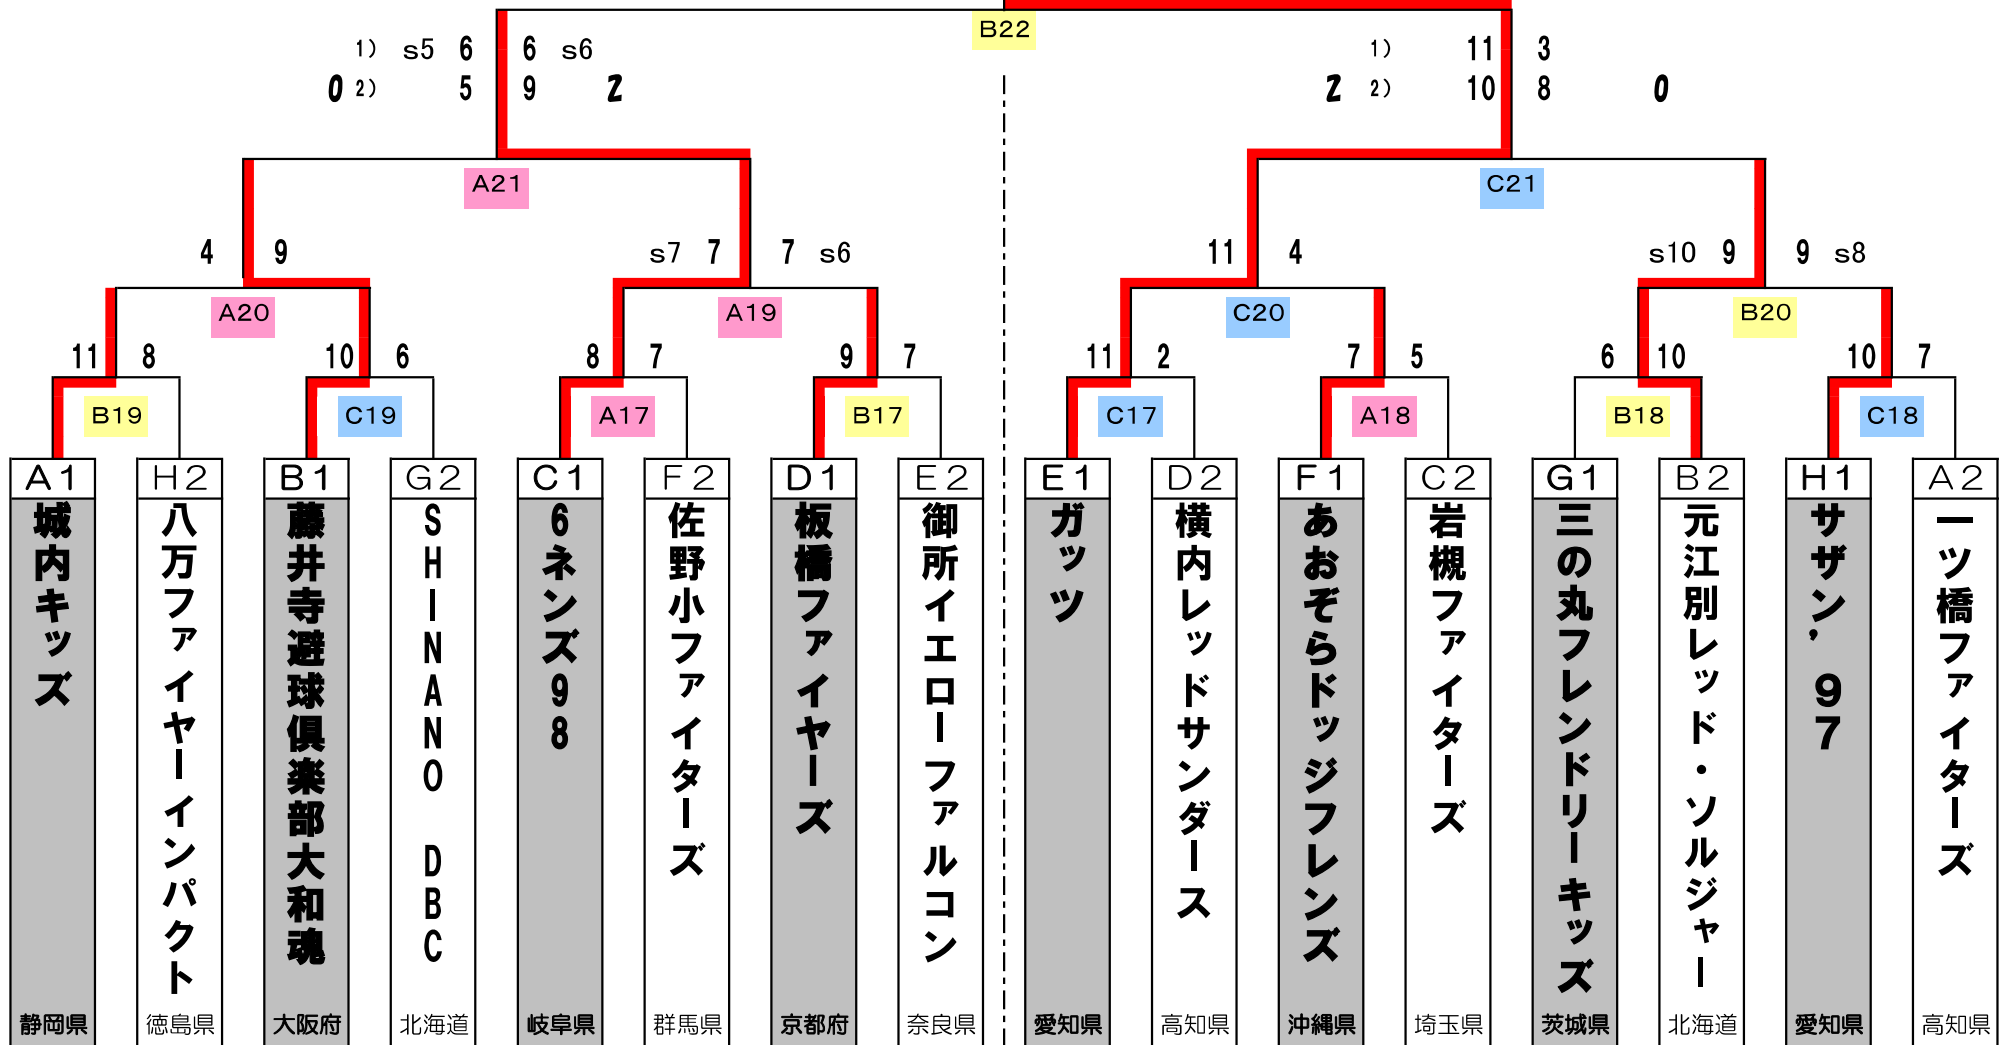 B22
1) s5 6 6 s6
0 2) 5 9 2
1) 11 3
2 2) 10 8 0
A21
C21
4 9
s7 7 7 s6
11 4
s10 9 9 s8
A20
A19
C20
B20
11 8
10 6
8 7
9 7
11 2
7 5
6 10
10 7
B19
C19
A17
B17
C17
A18
B18
C18
A1
城内キッズ
静岡県
H2
八万ファイヤーインパクト
徳島県
B1
藤井寺避球倶楽部大和魂
大阪府
G2
SHINANO DBC
北海道
C1
6ネンズ98
岐阜県
F2
佐野小ファイターズ
群馬県
D1
板橋ファイヤーズ
京都府
E2
御所イエローファルコン
奈良県
E1
ガッツ
愛知県
D2
横内レッドサンダース
高知県
F1
あおぞらドッジフレンズ
沖縄県
C2
岩槻ファイターズ
埼玉県
G1
三の丸フレンドリーキッズ
茨城県
B2
元江別レッド・ソルジャー
北海道
H1
サザン’97
愛知県
A2
一ツ橋ファイターズ
高知県